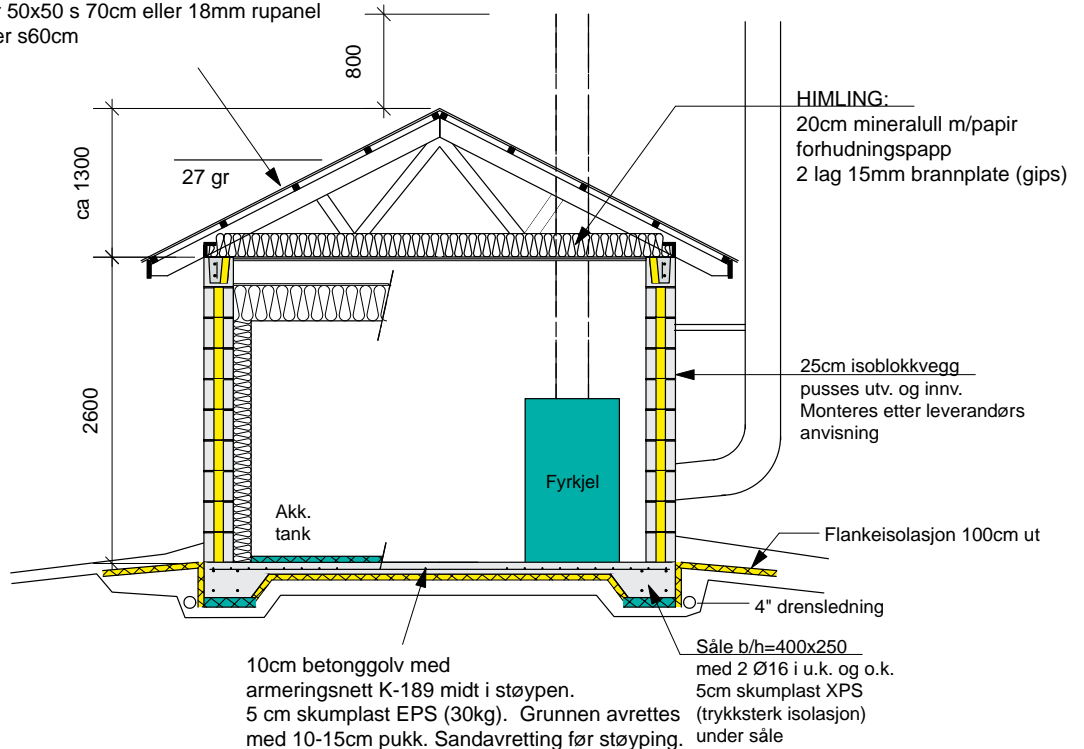 50x50 s 70cm eller 18mm rupanel
s60cm
800
HIMLING:
20cm mineralull m/papir
forhudningspapp
2 lag 15mm brannplate (gips)
ca 1300
27 gr
2600
25cm isoblokkvegg
pusses utv. og innv.
Monteres etter leverandørs
anvisning
Fyrkjel
Akk.
tank
Flankeisolasjon 100cm ut
4" drensledning
10cm betonggolv med
armeringsnett K-189 midt i støypen.
5 cm skumplast EPS (30kg). Grunnen avrettes
med 10-15cm pukk. Sandavretting før støyping.
Såle b/h=400x250
med 2 Ø16 i u.k. og o.k.
5cm skumplast XPS
(trykksterk isolasjon)
under såle